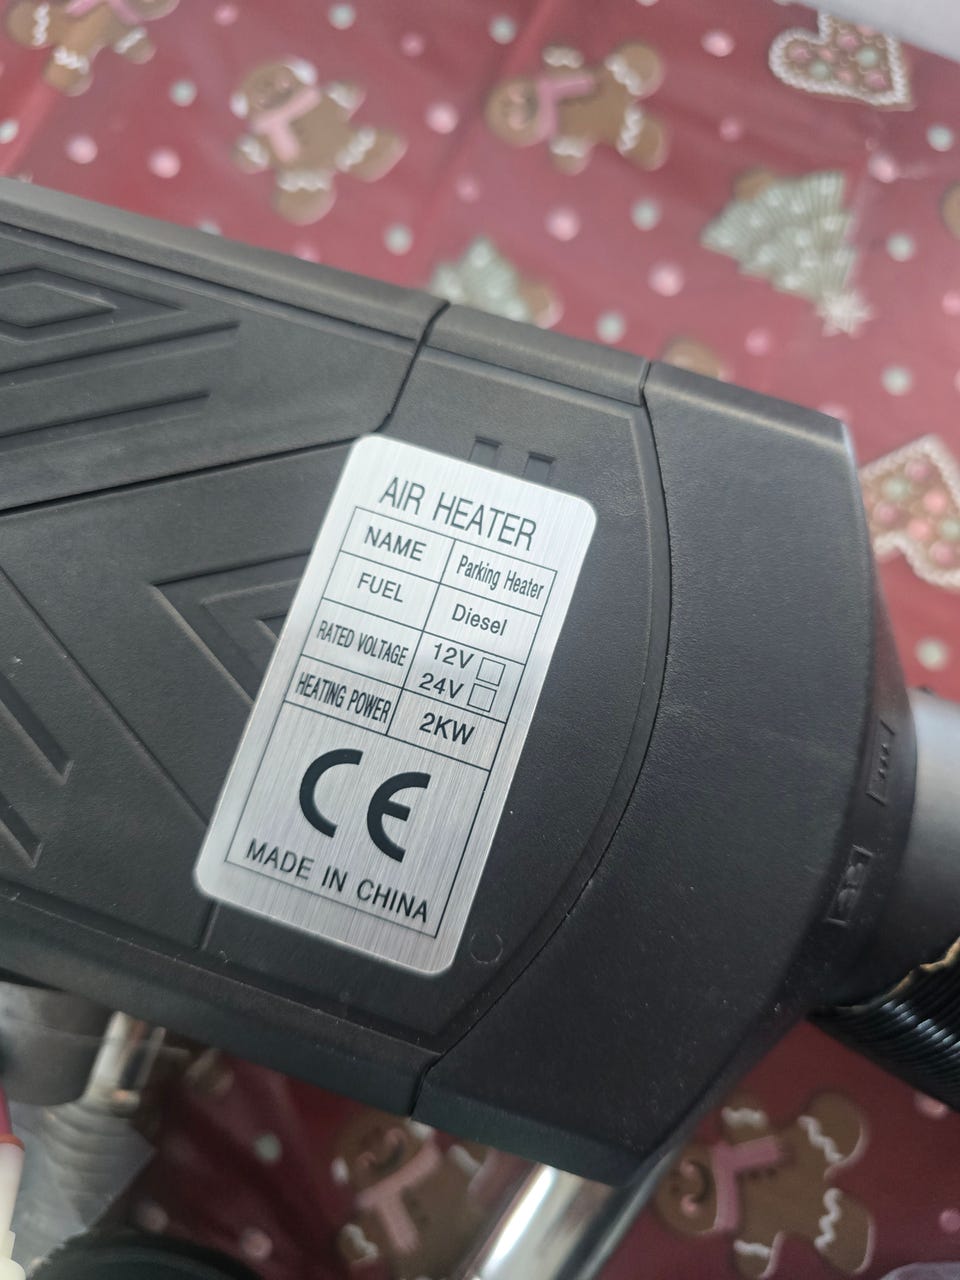 AIR HEATER
NAME Parking Heater
FUEL Diesel
RATED VOLTAGE 12V
24V
HEATING POWER 2KW
CE
MADE IN CHINA